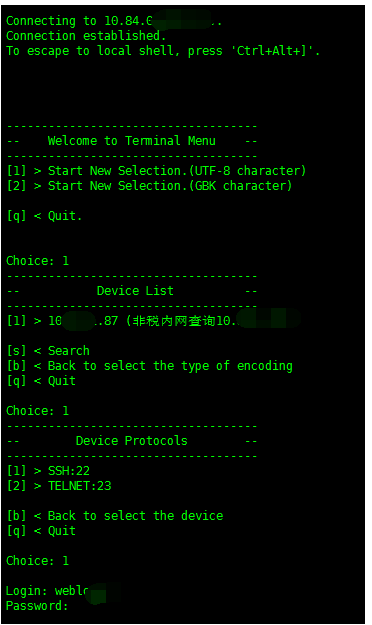 Connecting to 10.84. ..
Connection established.
To escape to local shell, press 'Ctrl+Alt+]'.
------------------------------------
-- Welcome to Terminal Menu --
------------------------------------
[1] > Start New Selection.(UTF-8 character)
[2] > Start New Selection.(GBK character)
[q] < Quit.
Choice: 1
------------------------------------
-- Device List --
------------------------------------
[1] > 10 .87 (非税内网查询10.
[s] < Search
[b] < Back to select the type of encoding
[q] < Quit
Choice: 1
------------------------------------
-- Device Protocols --
------------------------------------
[1] > SSH:22
[2] > TELNET:23
[b] < Back to select the device
[q] < Quit
Choice: 1
Login: webl
Password: